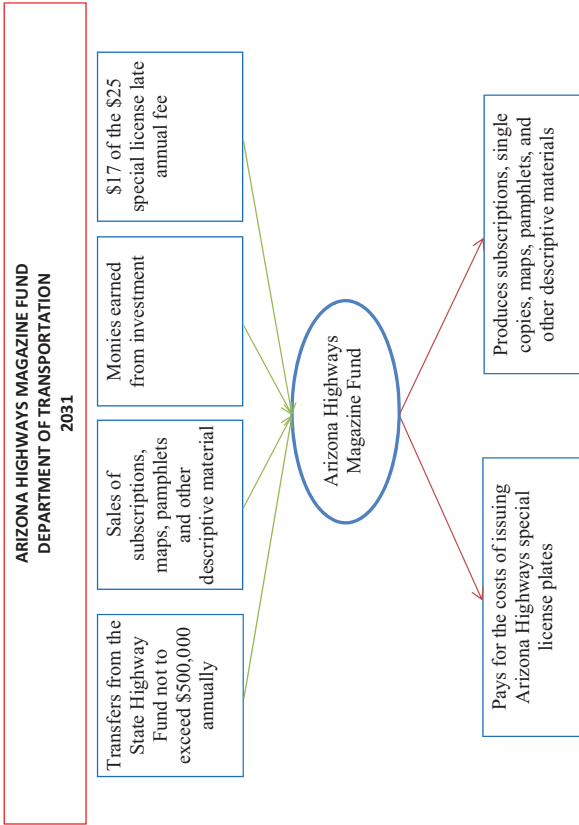 ARIZONA HIGHWAYS MAGAZINE FUND
DEPARTMENT OF TRANSPORTATION
2031
Transfers from the
State Highway
Fund not to
exceed $500,000
annually
Sales of
subscriptions,
maps, pamphlets
and other
descriptive material
Monies earned
from investment
$17 of the $25
special license late
annual fee
Arizona Highways
Magazine Fund
Pays for the costs of issuing
Arizona Highways special
license plates
Produces subscriptions, single
copies, maps, pamphlets, and
other descriptive materials